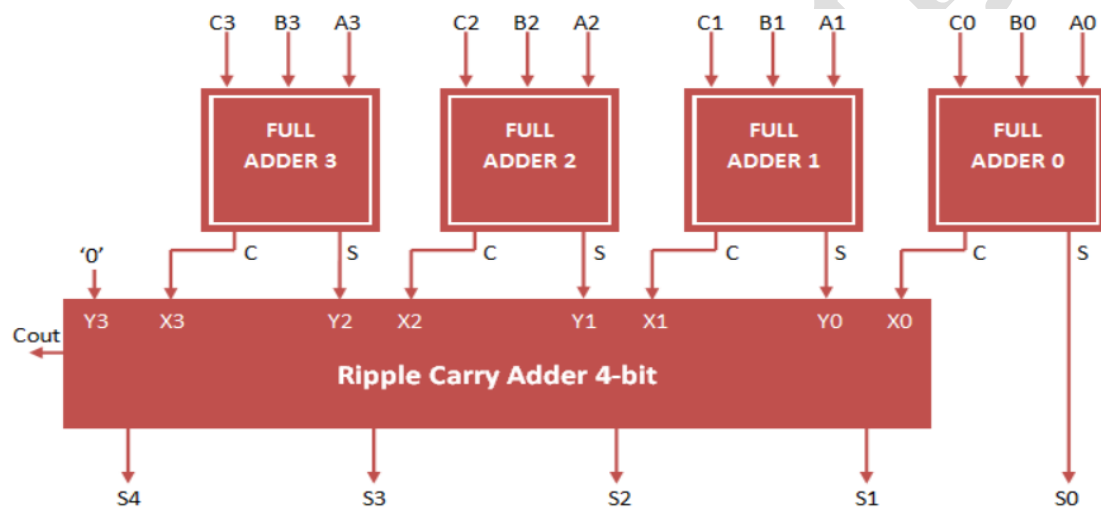 C3 B3 A3 C2 B2 A2 C1 B1 A1 C0 B0 A0
FULL ADDER 3
FULL ADDER 2
FULL ADDER 1
FULL ADDER 0
'0' C S C S C S C S
Y3 X3 Y2 X2 Y1 X1 Y0 X0
Cout
Ripple Carry Adder 4-bit
S4 S3 S2 S1 S0